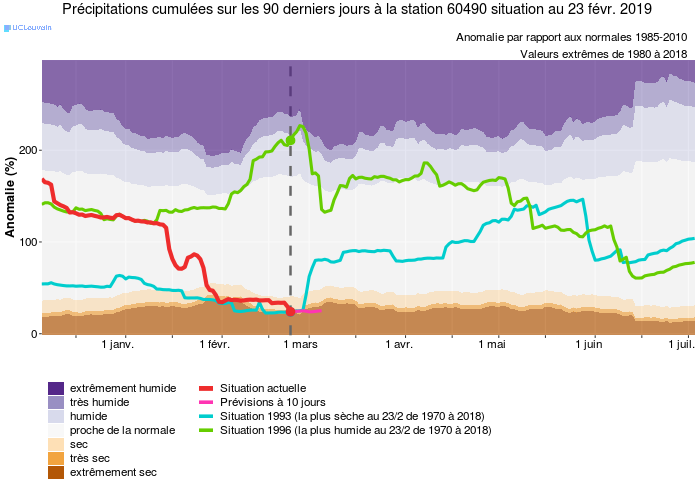 Précipitations cumulées sur les 90 derniers jours à la station 60490 situation au 23 févr. 2019
UCLouvain
Anomalie par rapport aux normales 1985-2010
Valeurs extrêmes de 1980 à 2018
Anomalie (%)
200
100
0
1 janv.
1 févr.
1 mars
1 avr.
1 mai
1 juin
1 juil.
extrêmement humide
très humide
humide
proche de la normale
sec
très sec
extrêmement sec
Situation actuelle
Prévisions à 10 jours
Situation 1993 (la plus sèche au 23/2 de 1970 à 2018)
Situation 1996 (la plus humide au 23/2 de 1970 à 2018)